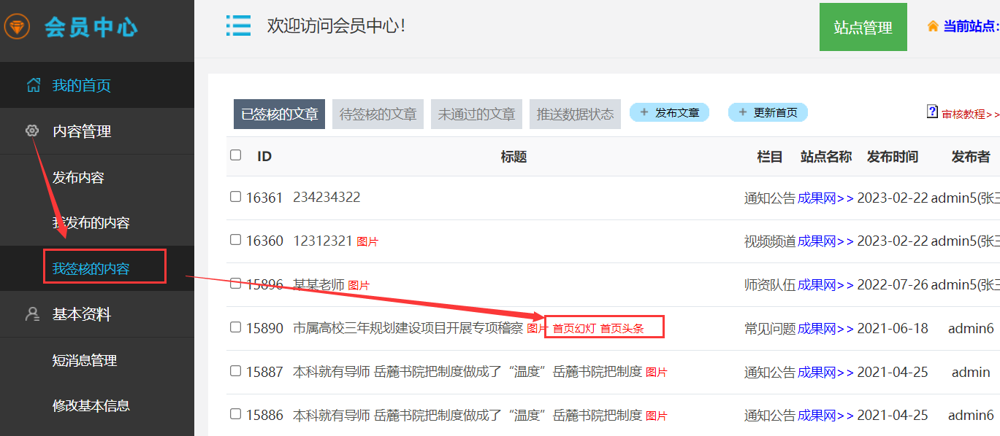 会员中心
欢迎访问会员中心！
站点管理
当前站点:
我的首页
内容管理
发布内容
我发布的内容
我签核的内容
基本资料
短消息管理
修改基本信息
已签核的文章 待签核的文章 未通过的文章 推送数据状态 + 发布文章 + 更新首页 审核教程>>
ID 标题 栏目 站点名称 发布时间 发布者
16361 234234322 通知公告 成果网>> 2023-02-22 admin5(张三
16360 12312321 图片 视频频道 成果网>> 2023-02-22 admin5(张三
15896 某某老师 图片 师资队伍 成果网>> 2022-07-26 admin5(张三
15890 市属高校三年规划建设项目开展专项稽察 图片 首页幻灯 首页头条 常见问题 成果网>> 2021-06-18 admin6
15887 本科就有导师 岳麓书院把制度做成了“温度”岳麓书院把制度 图片 通知公告 成果网>> 2021-04-25 admin
15886 本科就有导师 岳麓书院把制度做成了“温度”岳麓书院把制度 图片 通知公告 成果网>> 2021-04-25 admin6